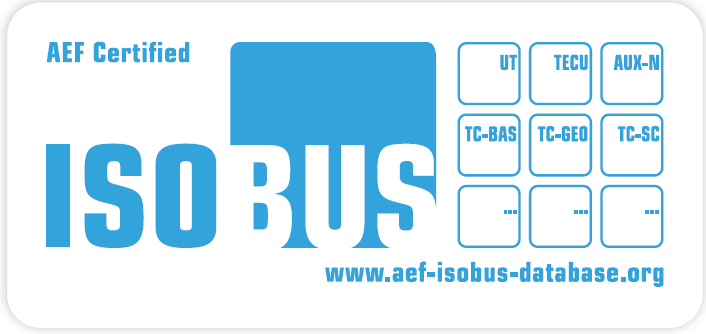 AEF Certified
ISOBUS
UT TECU AUX-N
TC-BAS TC-GEO TC-SC
... ... ...
www.aef-isobus-database.org